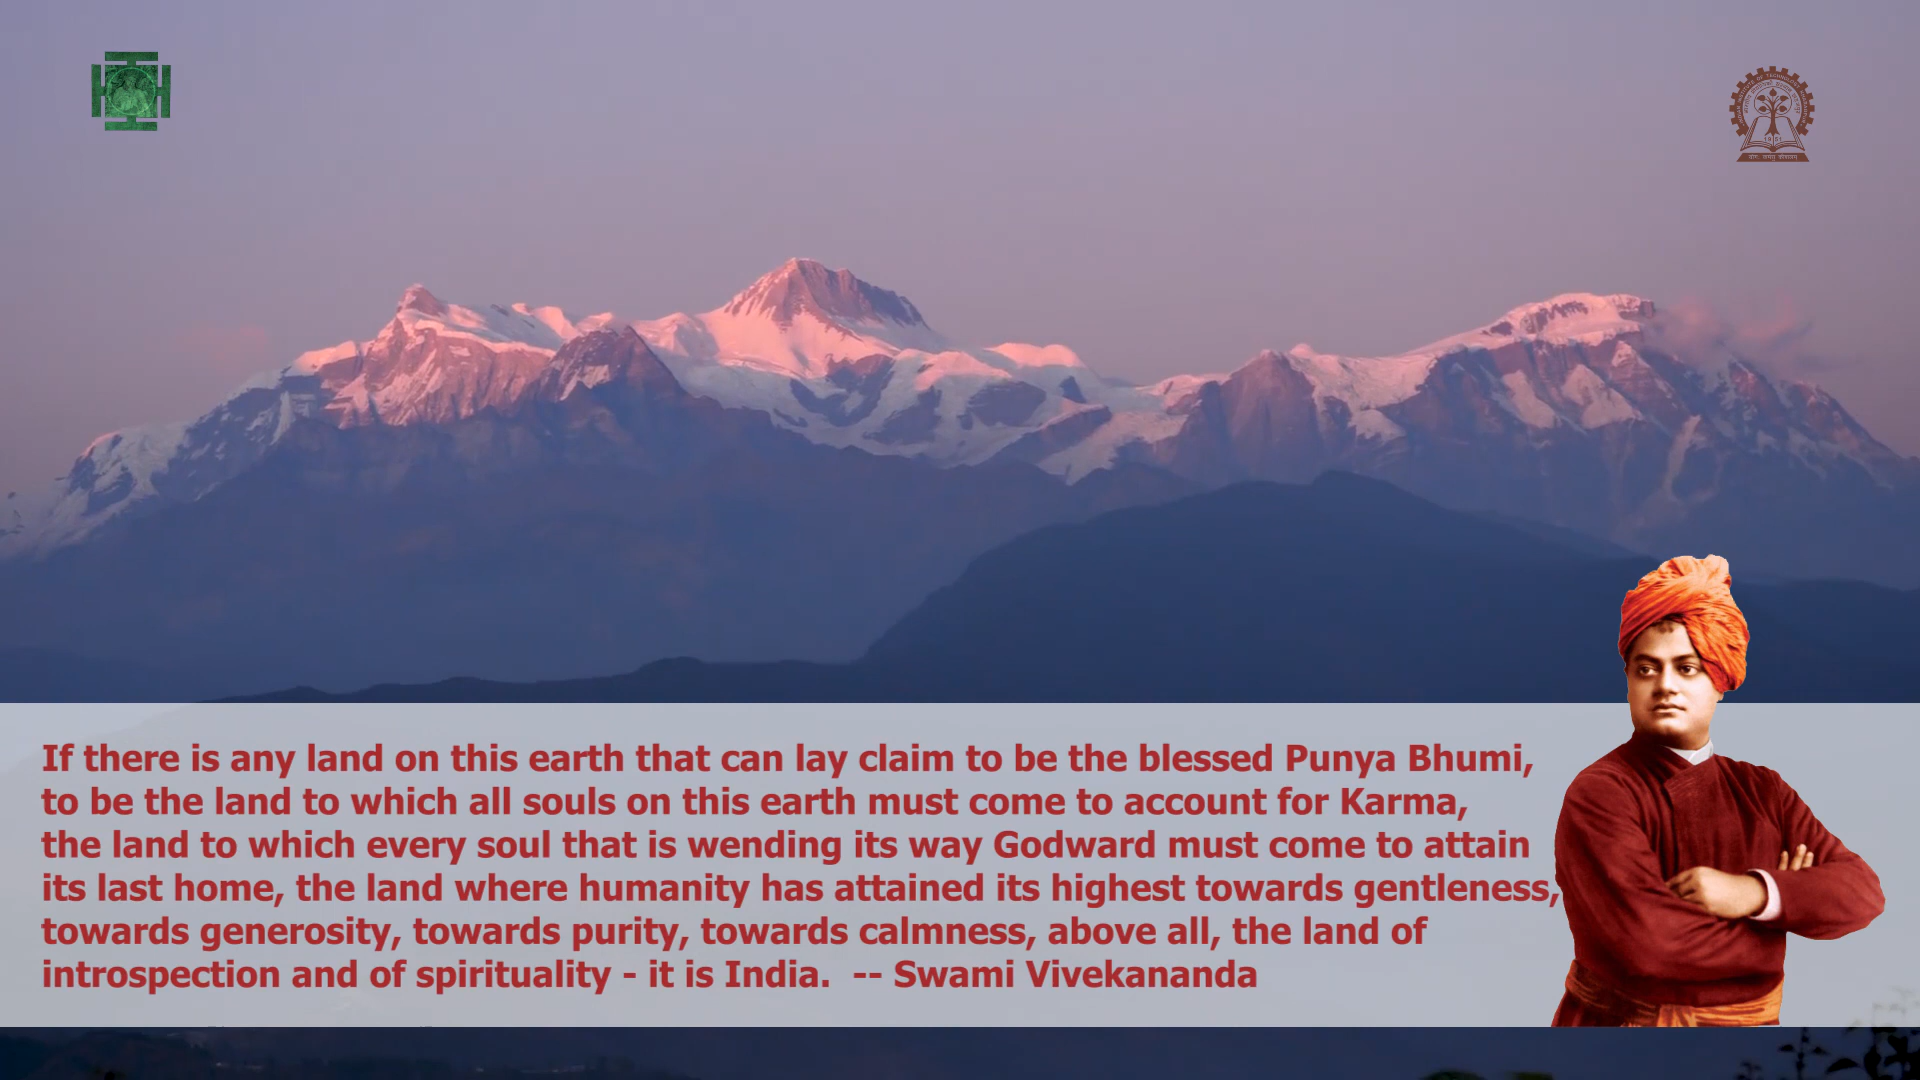 If there is any land on this earth that can lay claim to be the blessed Punya Bhumi,
to be the land to which all souls on this earth must come to account for Karma,
the land to which every soul that is wending its way Godward must come to attain
its last home, the land where humanity has attained its highest towards gentleness,
towards generosity, towards purity, towards calmness, above all, the land of
introspection and of spirituality - it is India.  -- Swami Vivekananda